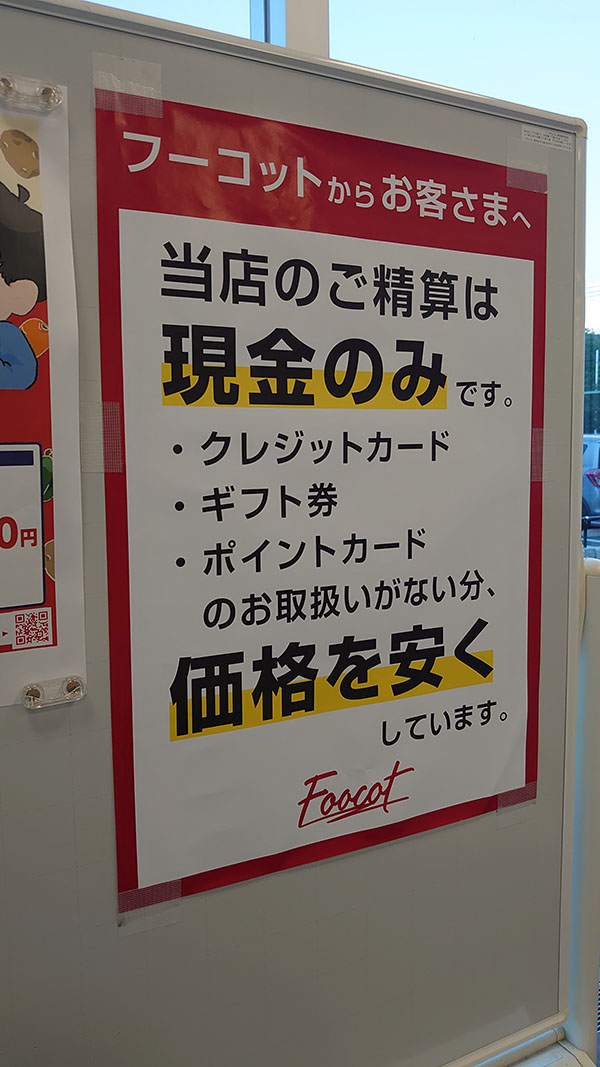 フーコットからお客さまへ
当店のご精算は
現金のみです。
・クレジットカード
・ギフト券
・ポイントカード
のお取扱いがない分、
価格を安く
しています。
Foocot
0円